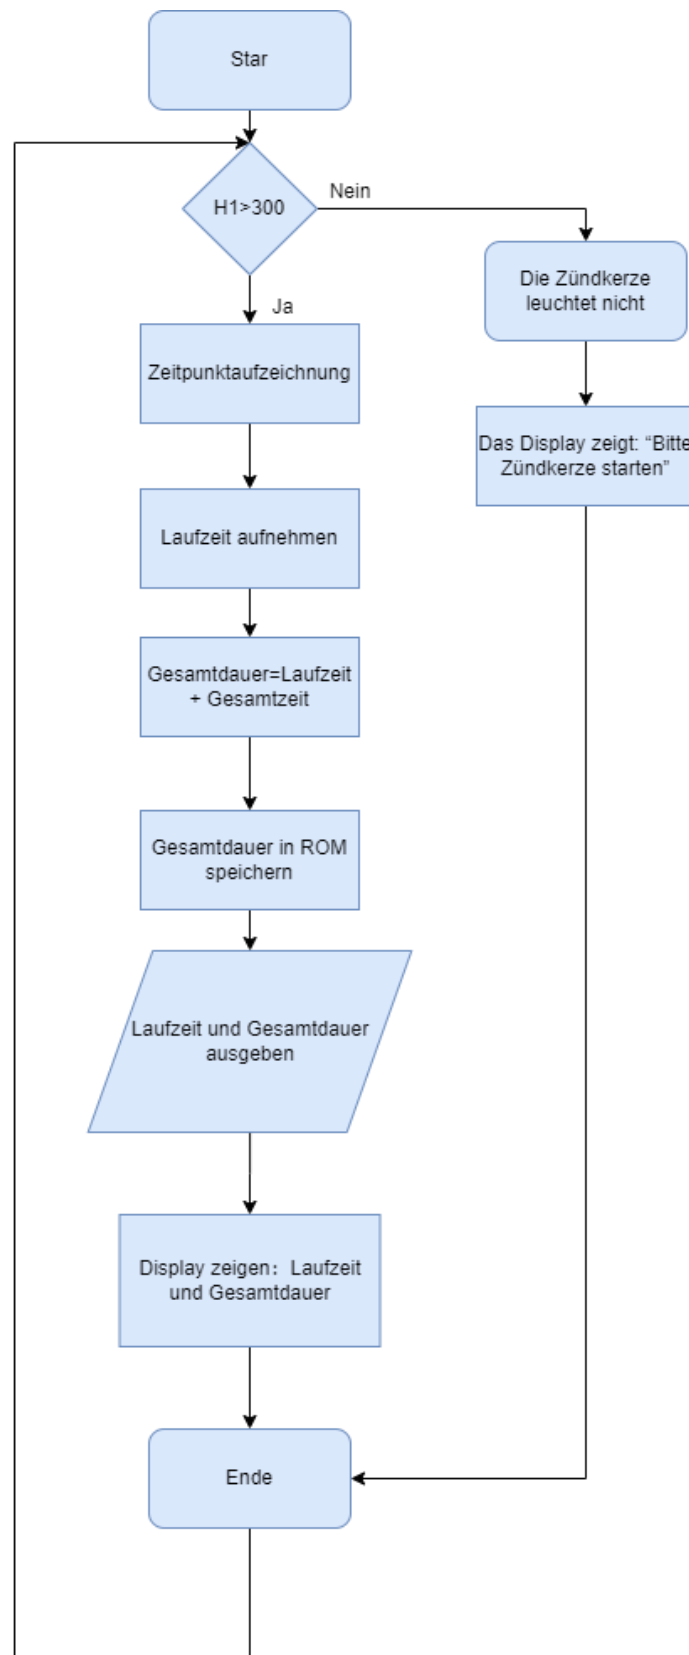 Star
H1>300
Nein
Die Zündkerze
leuchtet nicht
Ja
Zeitpunktaufzeichnung
Das Display zeigt: “Bitte
Zündkerze starten”
Laufzeit aufnehmen
Gesamtdauer=Laufzeit
+ Gesamtzeit
Gesamtdauer in ROM
speichern
Laufzeit und Gesamtdauer
ausgeben
Display zeigen：Laufzeit
und Gesamtdauer
Ende